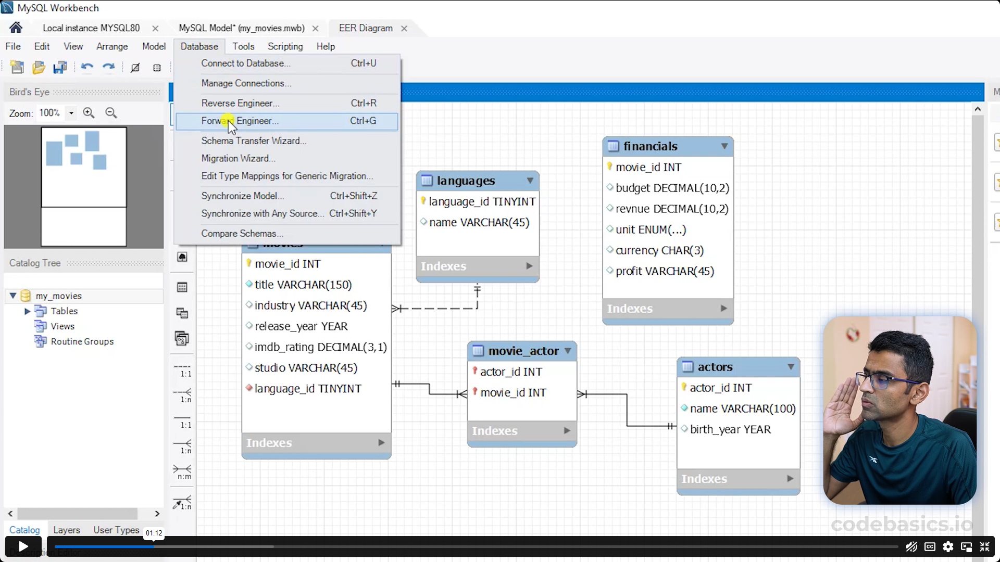 MySQL Workbench
Local instance MYSQL80
MySQL Model* (my_movies.mwb)
EER Diagram
File Edit View Arrange Model Database Tools Scripting Help
Connect to Database... Ctrl+U
Manage Connections...
Reverse Engineer... Ctrl+R
Forward Engineer... Ctrl+G
Schema Transfer Wizard...
Migration Wizard...
Edit Type Mappings for Generic Migration...
Synchronize Model... Ctrl+Shift+Z
Synchronize with Any Source... Ctrl+Shift+Y
Compare Schemas...
Bird's Eye
Zoom: 100%
Catalog Tree
my_movies
Tables
Views
Routine Groups
Catalog Layers User Types
1:1
1:n
1:1
1:n
n:m
1:n
movies
movie_id INT
title VARCHAR(150)
industry VARCHAR(45)
release_year YEAR
imdb_rating DECIMAL(3,1)
studio VARCHAR(45)
language_id TINYINT
Indexes
languages
language_id TINYINT
name VARCHAR(45)
Indexes
financials
movie_id INT
budget DECIMAL(10,2)
revnue DECIMAL(10,2)
unit ENUM(...)
currency CHAR(3)
profit VARCHAR(45)
Indexes
movie_actor
actor_id INT
movie_id INT
Indexes
actors
actor_id INT
name VARCHAR(100)
birth_year YEAR
Indexes
codebasics.io
01:12
Description Editor
CC